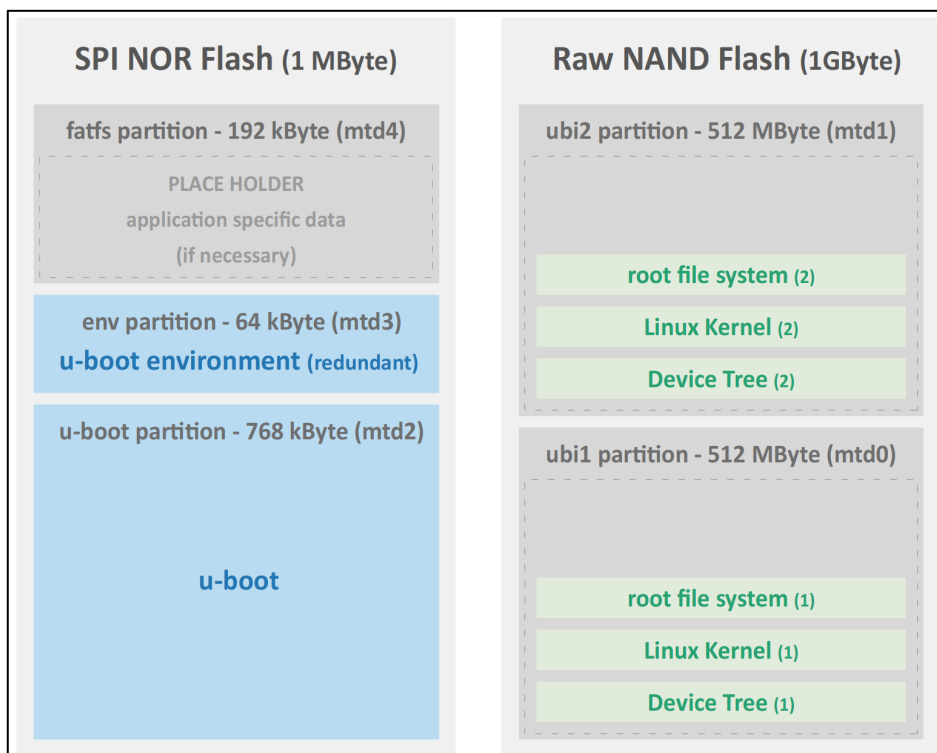 SPI NOR Flash (1 MByte)
fatfs partition - 192 kByte (mtd4)
PLACE HOLDER
application specific data
(if necessary)
env partition - 64 kByte (mtd3)
u-boot environment (redundant)
u-boot partition - 768 kByte (mtd2)
u-boot
Raw NAND Flash (1GByte)
ubi2 partition - 512 MByte (mtd1)
root file system (2)
Linux Kernel (2)
Device Tree (2)
ubi1 partition - 512 MByte (mtd0)
root file system (1)
Linux Kernel (1)
Device Tree (1)